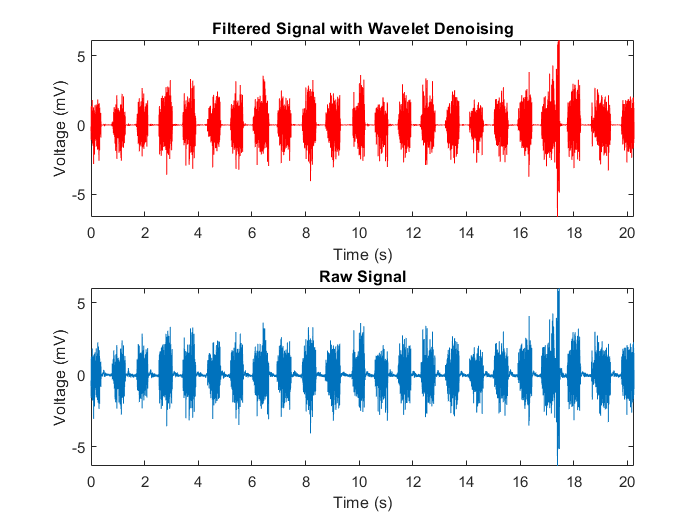 Filtered Signal with Wavelet Denoising
5
0
-5
Voltage (mV)
0 2 4 6 8 10 12 14 16 18 20
Time (s)
Raw Signal
5
0
-5
Voltage (mV)
0 2 4 6 8 10 12 14 16 18 20
Time (s)